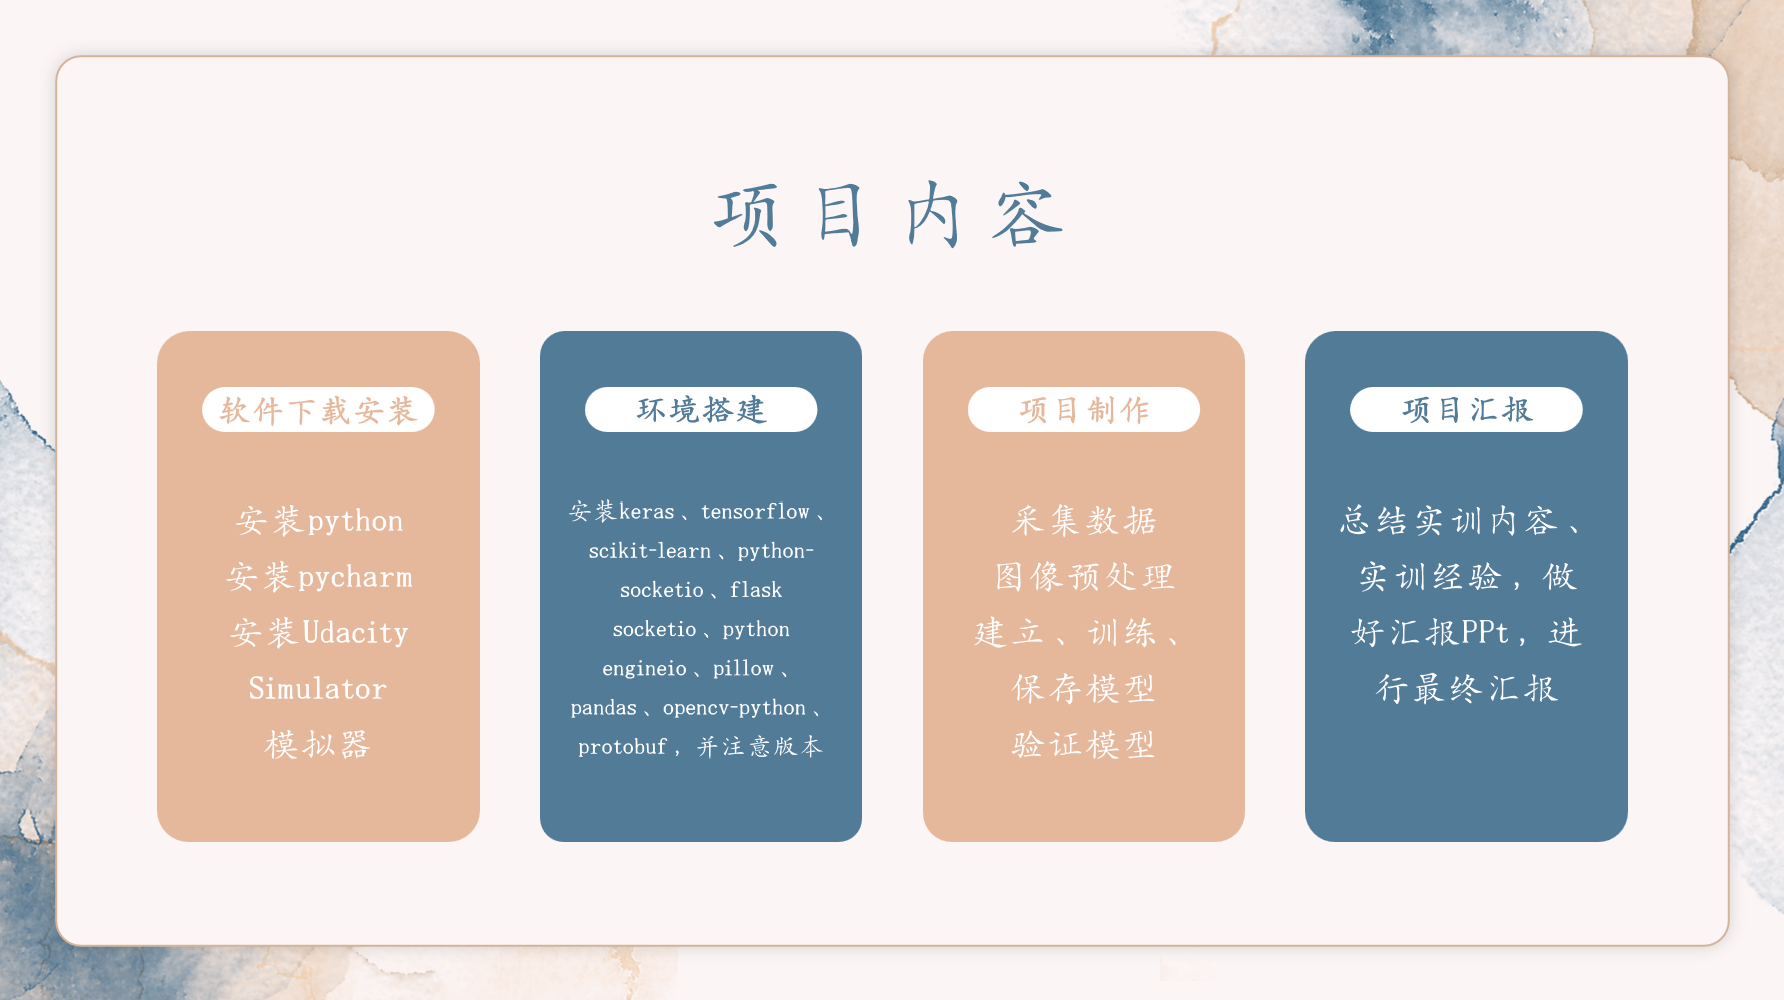 项目内容
软件下载安装
安装python
安装pycharm
安装Udacity
Simulator
模拟器
环境搭建
安装keras、tensorflow、
scikit-learn、python-
socketio、flask
socketio、python
engineio、pillow、
pandas、opencv-python、
protobuf，并注意版本
项目制作
采集数据
图像预处理
建立、训练、
保存模型
验证模型
项目汇报
总结实训内容、
实训经验，做
好汇报PPt，进
行最终汇报